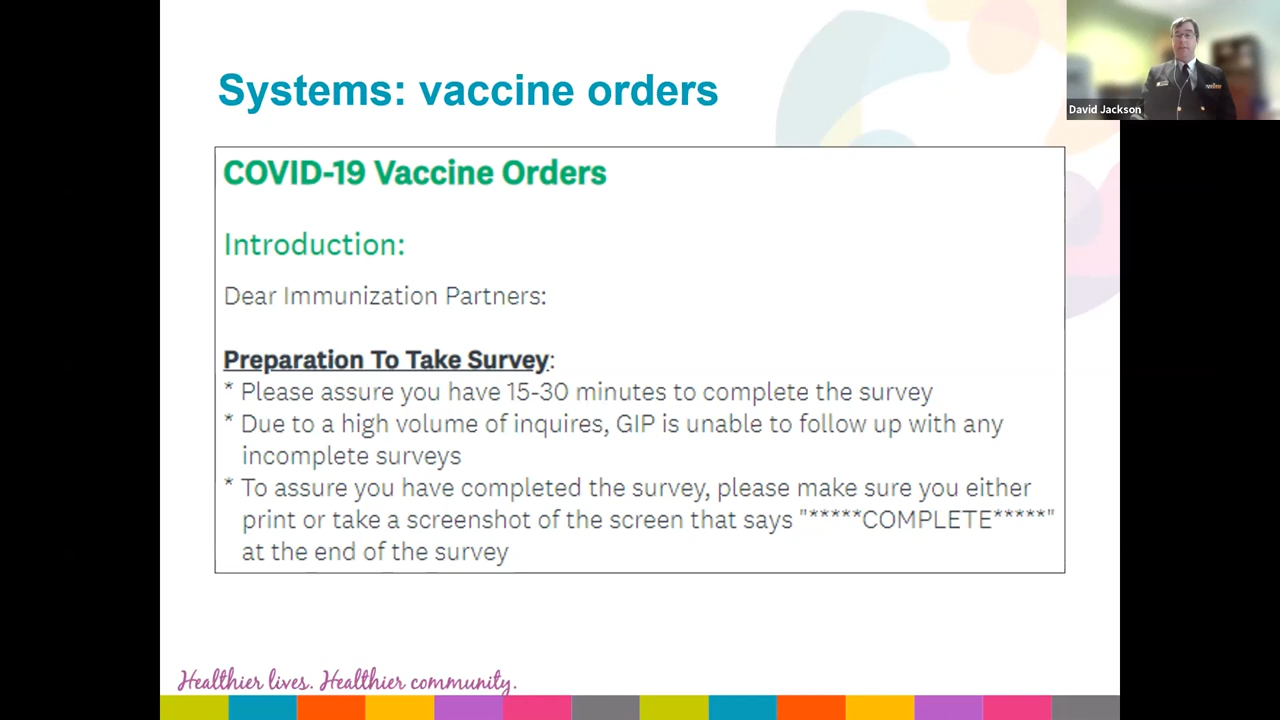 Systems: vaccine orders
David Jackson
COVID-19 Vaccine Orders
Introduction:
Dear Immunization Partners:
Preparation To Take Survey:
* Please assure you have 15-30 minutes to complete the survey
* Due to a high volume of inquires, GIP is unable to follow up with any
incomplete surveys
* To assure you have completed the survey, please make sure you either
print or take a screenshot of the screen that says "*****COMPLETE*****"
at the end of the survey
Healthier lives. Healthier community.